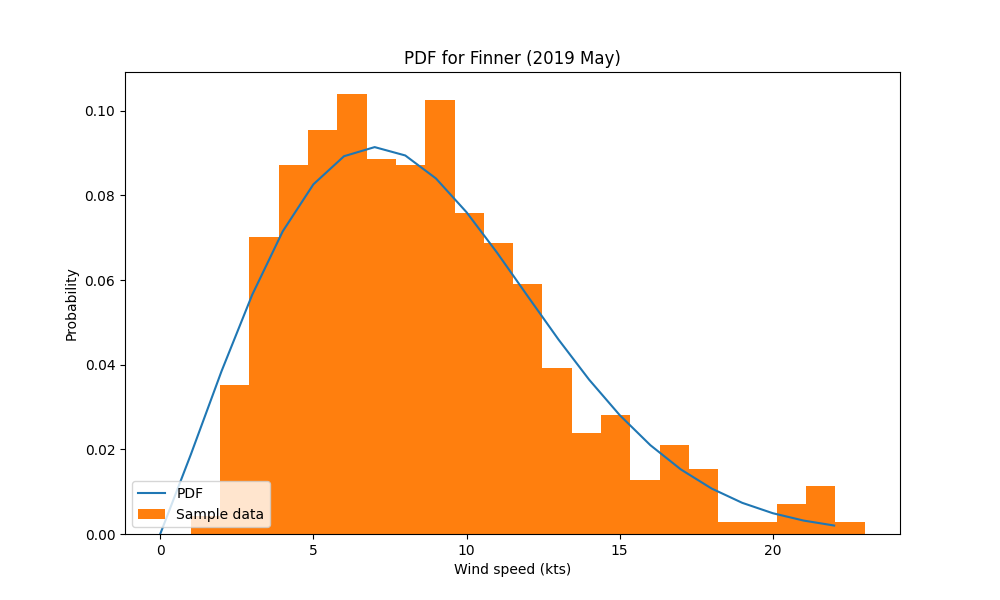 PDF for Finner (2019 May)
0.10
0.08
0.06
0.04
0.02
0.00
Probability
PDF
Sample data
0 5 10 15 20
Wind speed (kts)